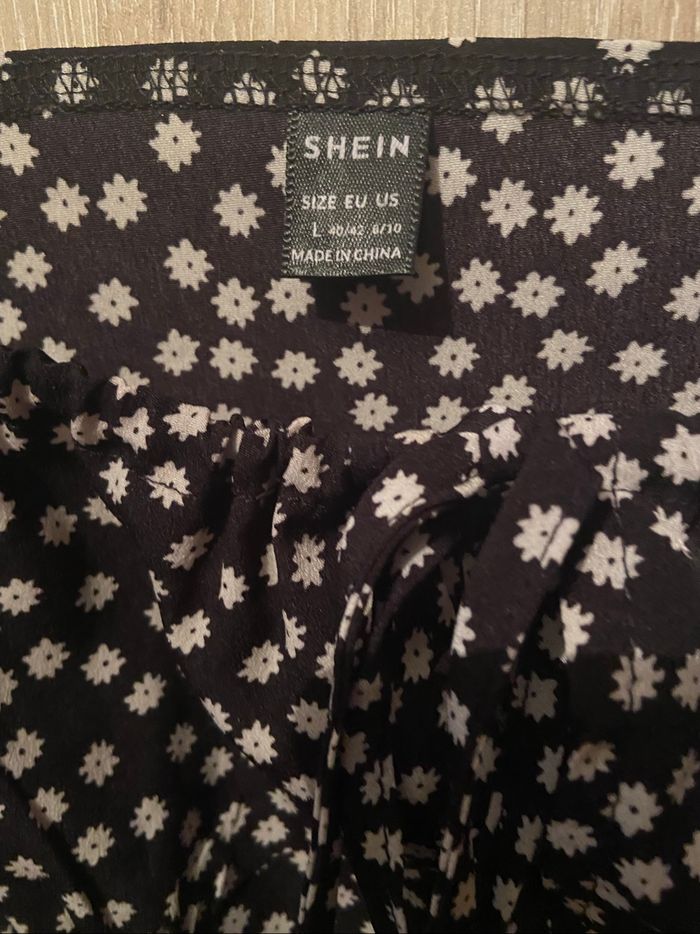 SHEIN
SIZE EU US
L 40/42 8/10
MADE IN CHINA